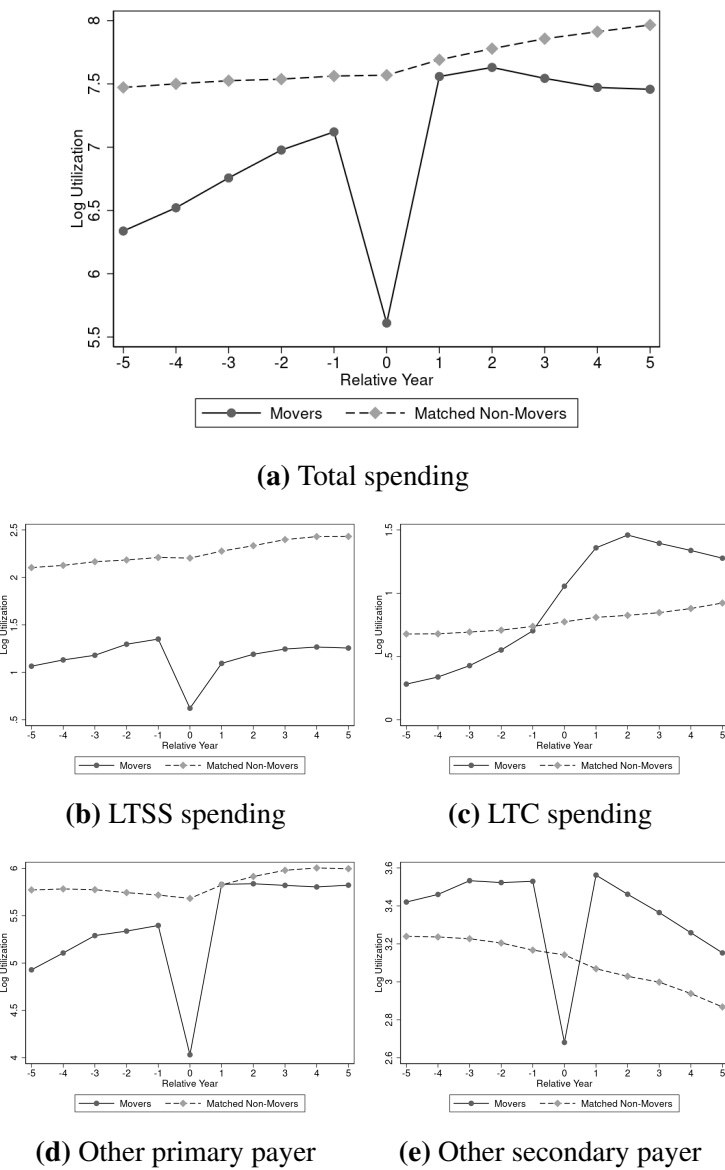 8
7.5
7
6.5
6
5.5
Log Utilization
-5 -4 -3 -2 -1 0 1 2 3 4 5
Relative Year
Movers Matched Non-Movers
(a) Total spending
2.5
2
1.5
1
.5
Log Utilization
-5 -4 -3 -2 -1 0 1 2 3 4 5
Relative Year
Movers Matched Non-Movers
(b) LTSS spending
1.5
1
.5
0
Log Utilization
-5 -4 -3 -2 -1 0 1 2 3 4 5
Relative Year
Movers Matched Non-Movers
(c) LTC spending
6
5.5
5
4.5
4
Log Utilization
-5 -4 -3 -2 -1 0 1 2 3 4 5
Relative Year
Movers Matched Non-Movers
(d) Other primary payer
3.6
3.4
3.2
3
2.8
2.6
Log Utilization
-5 -4 -3 -2 -1 0 1 2 3 4 5
Relative Year
Movers Matched Non-Movers
(e) Other secondary payer